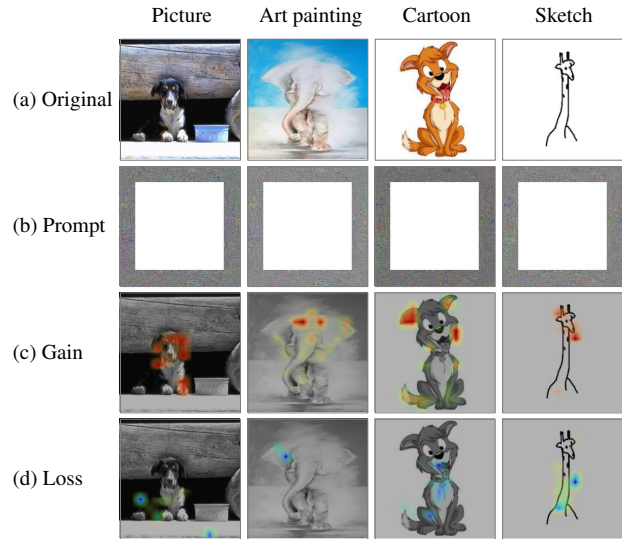 Picture Art painting Cartoon Sketch
(a) Original
(b) Prompt
(c) Gain
(d) Loss